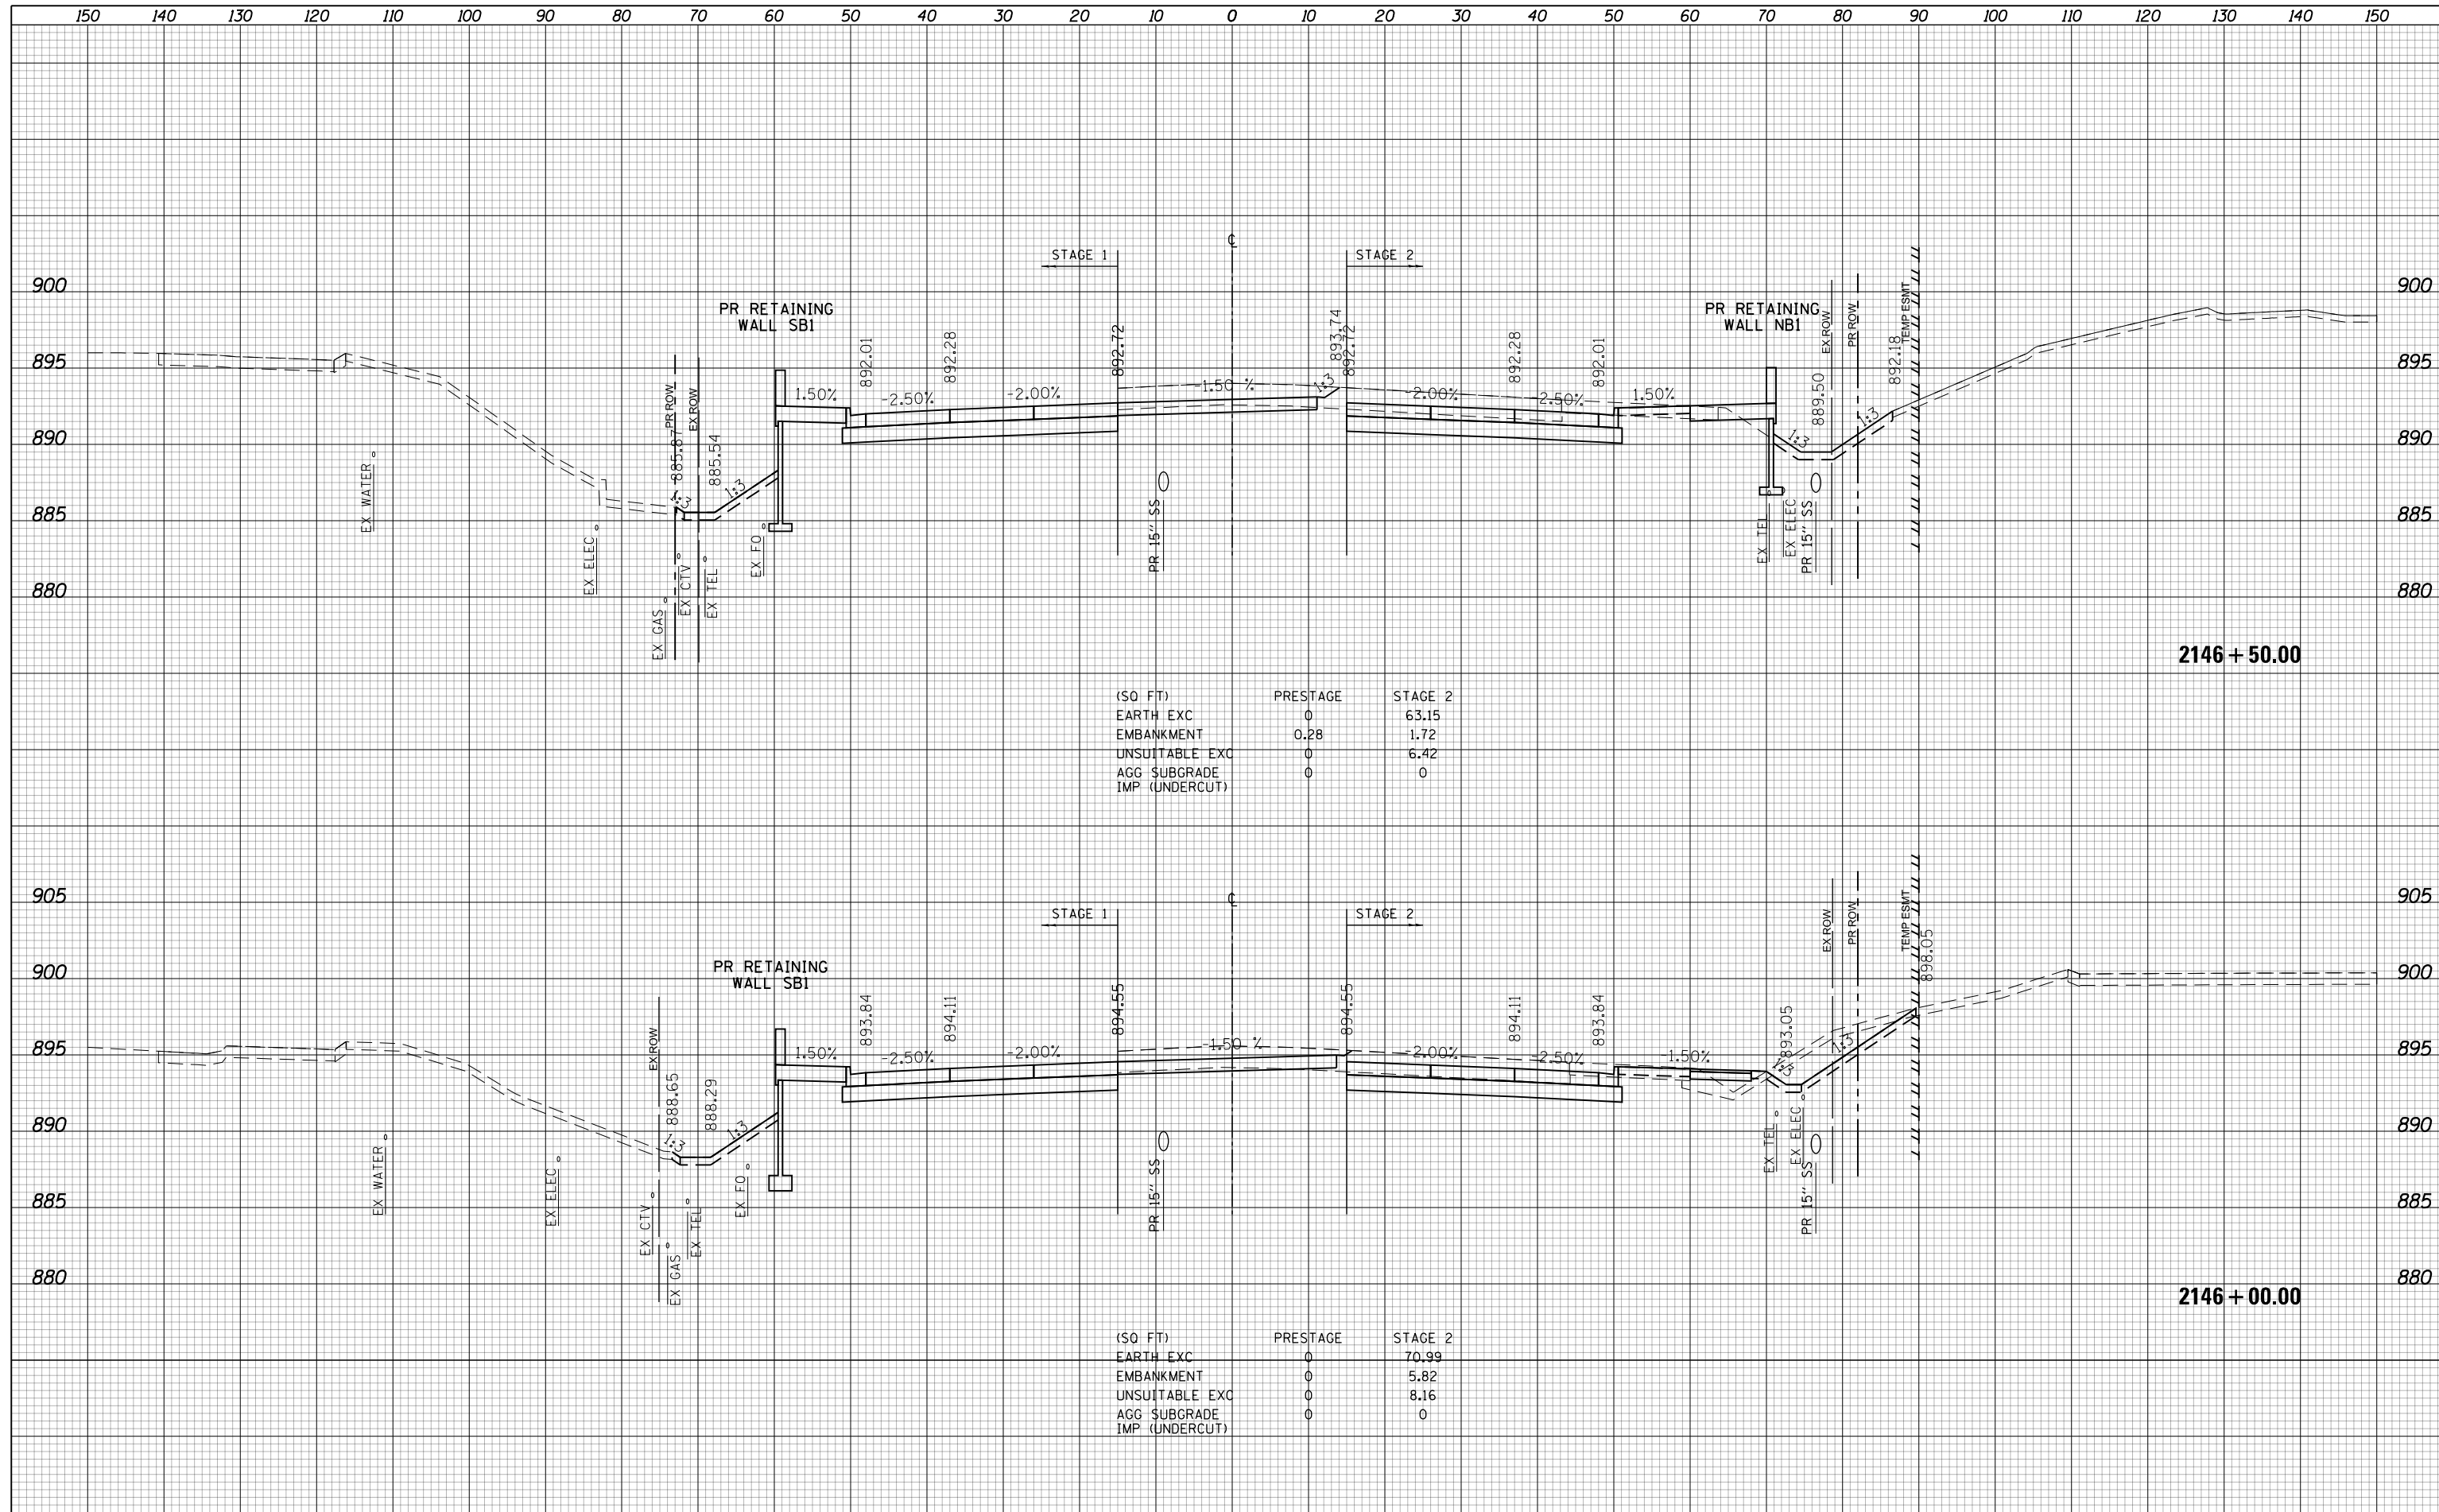 150 140 130 120 110 100 90 80 70 60 50 40 30 20 10 0 10 20 30 40 50 60 70 80 90 100 110 120 130 140 150
℄
STAGE 1
STAGE 2
900
900
PR RETAINING
WALL SB1
PR RETAINING
WALL NB1
895
895
890
890
885
885
880
880
PR ROW
EX ROW
885.87
885.54
892.01
892.28
892.72
893.74
892.72
892.28
892.01
889.50
EX ROW
PR ROW
892.18
TEMP ESMT
1.50%
-2.50%
-2.00%
-1.50 %
1:3
-2.00%
-2.50%
1.50%
1:3
1:3
1:3
1:3
EX WATER
EX ELEC
EX GAS
EX CTV
EX TEL
EX FO
PR 15" SS
EX TEL
EX ELEC
PR 15" SS
2146+50.00
(SQ FT) PRESTAGE STAGE 2
EARTH EXC 0 63.15
EMBANKMENT 0.28 1.72
UNSUITABLE EXC 0 6.42
AGG SUBGRADE 0 0
IMP (UNDERCUT)
905
905
℄
STAGE 1
STAGE 2
900
900
PR RETAINING
WALL SB1
895
895
890
890
885
885
880
880
EX ROW
888.65
888.29
893.84
894.11
894.55
894.55
894.11
893.84
893.05
EX ROW
PR ROW
TEMP ESMT
898.05
1.50%
-2.50%
-2.00%
-1.50 %
-2.00%
-2.50%
-1.50%
1:3
1:3
1:3
1:3
EX WATER
EX ELEC
EX CTV
EX GAS
EX TEL
EX FO
PR 15" SS
EX TEL
EX ELEC
PR 15" SS
2146+00.00
(SQ FT) PRESTAGE STAGE 2
EARTH EXC 0 70.99
EMBANKMENT 0 5.82
UNSUITABLE EXC 0 8.16
AGG SUBGRADE 0 0
IMP (UNDERCUT)